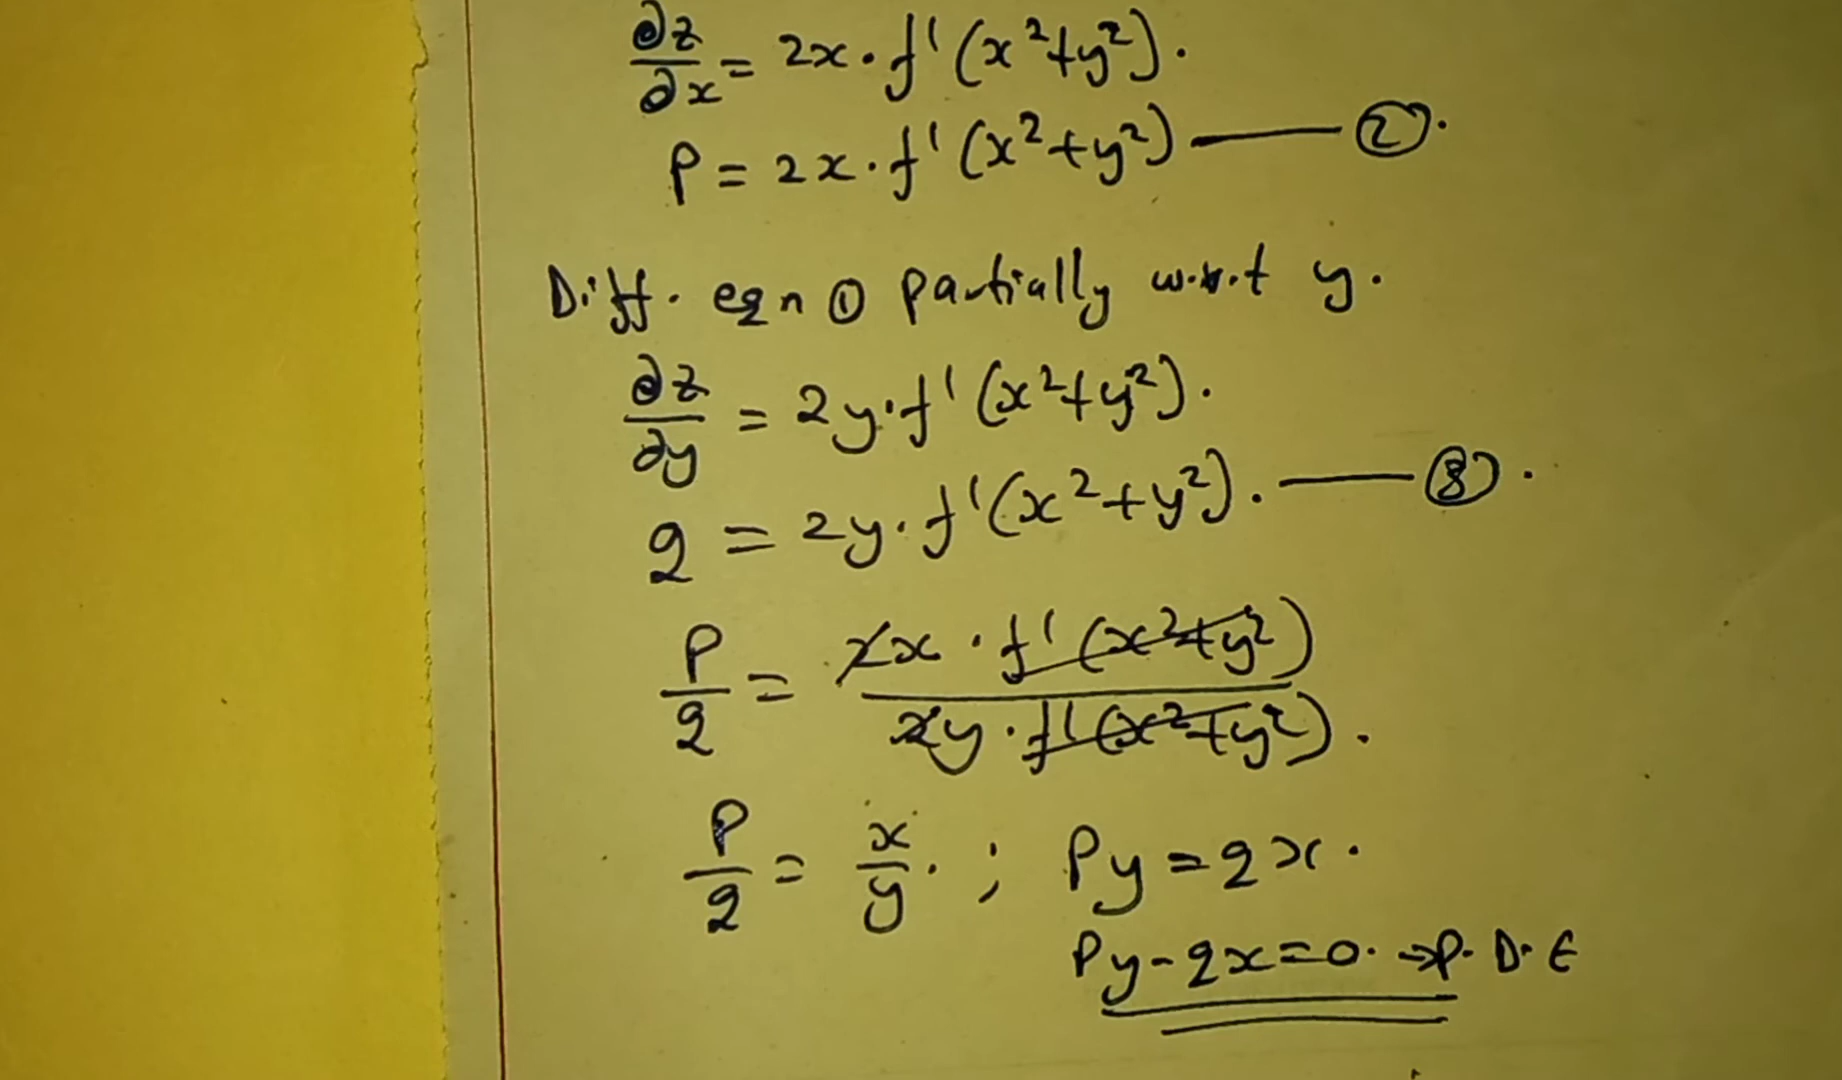 ∂z/∂x = 2x·f'(x²+y²).
P = 2x·f'(x²+y²) —— ②.
Diff. eqn ① partially w.r.t y.
∂z/∂y = 2y·f'(x²+y²).
q = 2y·f'(x²+y²). —— ③.
P/q = 2x·f'(x²+y²) / 2y·f'(x²+y²).
P/q = x/y. ; Py = qx.
Py-qx=0. ⇒P.D.E